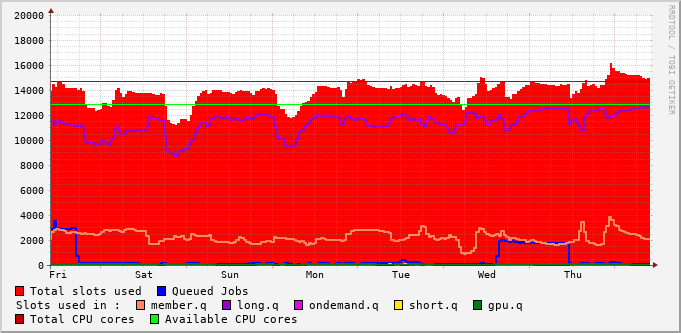 20000
18000
16000
14000
12000
10000
8000
6000
4000
2000
0
Fri Sat Sun Mon Tue Wed Thu
RRDTOOL / TOBI OETIKER
Total slots used Queued Jobs
Slots used in : member.q long.q ondemand.q short.q gpu.q
Total CPU cores Available CPU cores